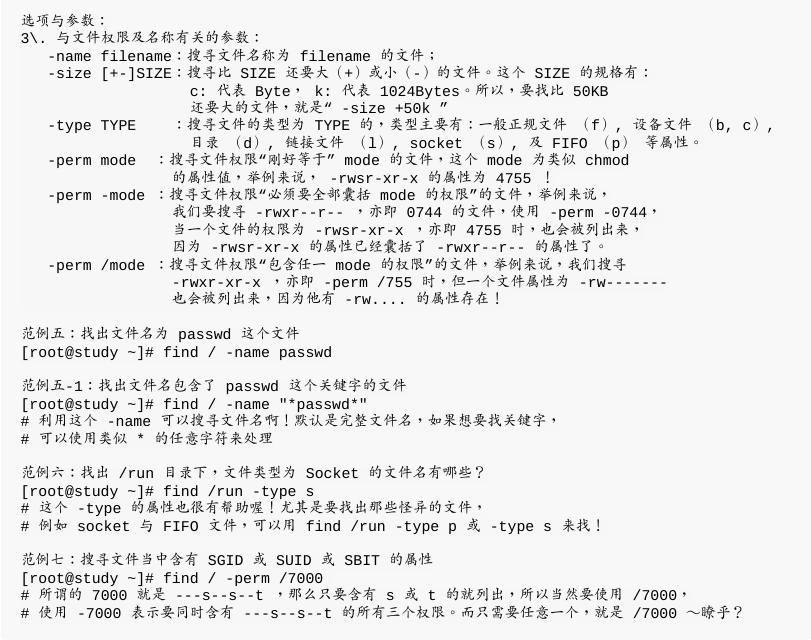 选项与参数：
3\. 与文件权限及名称有关的参数：
-name filename：搜寻文件名称为 filename 的文件；
-size [+-]SIZE：搜寻比 SIZE 还要大（+）或小（-）的文件。这个 SIZE 的规格有：
c: 代表 Byte， k: 代表 1024Bytes。所以，要找比 50KB
还要大的文件，就是“ -size +50k ”
-type TYPE ：搜寻文件的类型为 TYPE 的，类型主要有：一般正规文件 （f）, 设备文件 （b, c）,
目录 （d）, 链接文件 （l）, socket （s）, 及 FIFO （p） 等属性。
-perm mode ：搜寻文件权限“刚好等于” mode 的文件，这个 mode 为类似 chmod
的属性值，举例来说， -rwsr-xr-x 的属性为 4755 ！
-perm -mode ：搜寻文件权限“必须要全部囊括 mode 的权限”的文件，举例来说，
我们要搜寻 -rwxr--r-- ，亦即 0744 的文件，使用 -perm -0744，
当一个文件的权限为 -rwsr-xr-x ，亦即 4755 时，也会被列出来，
因为 -rwsr-xr-x 的属性已经囊括了 -rwxr--r-- 的属性了。
-perm /mode ：搜寻文件权限“包含任一 mode 的权限”的文件，举例来说，我们搜寻
-rwxr-xr-x ，亦即 -perm /755 时，但一个文件属性为 -rw-------
也会被列出来，因为他有 -rw.... 的属性存在！
范例五：找出文件名为 passwd 这个文件
[root@study ~]# find / -name passwd
范例五-1：找出文件名包含了 passwd 这个关键字的文件
[root@study ~]# find / -name "*passwd*"
# 利用这个 -name 可以搜寻文件名啊！默认是完整文件名，如果想要找关键字，
# 可以使用类似 * 的任意字符来处理
范例六：找出 /run 目录下，文件类型为 Socket 的文件名有哪些？
[root@study ~]# find /run -type s
# 这个 -type 的属性也很有帮助喔！尤其是要找出那些怪异的文件，
# 例如 socket 与 FIFO 文件，可以用 find /run -type p 或 -type s 来找！
范例七：搜寻文件当中含有 SGID 或 SUID 或 SBIT 的属性
[root@study ~]# find / -perm /7000
# 所谓的 7000 就是 ---s--s--t ，那么只要含有 s 或 t 的就列出，所以当然要使用 /7000，
# 使用 -7000 表示要同时含有 ---s--s--t 的所有三个权限。而只需要任意一个，就是 /7000 ～瞭乎？